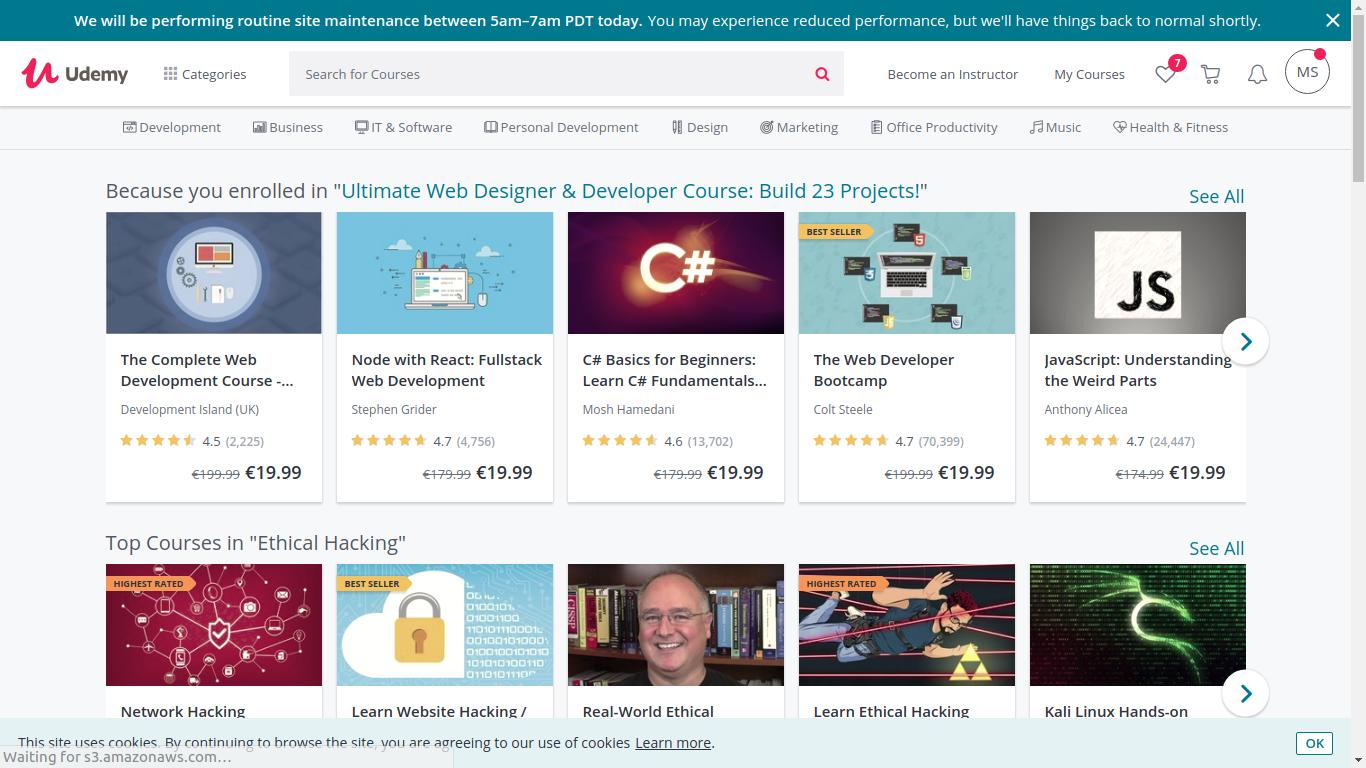 We will be performing routine site maintenance between 5am–7am PDT today. You may experience reduced performance, but we'll have things back to normal shortly.
Udemy
Categories
Search for Courses
Become an Instructor
My Courses
7
MS
Development
Business
IT & Software
Personal Development
Design
Marketing
Office Productivity
Music
Health & Fitness
Because you enrolled in "Ultimate Web Designer & Developer Course: Build 23 Projects!"
See All
The Complete Web
Development Course -...
Development Island (UK)
4.5 (2,225)
€199.99 €19.99
Node with React: Fullstack
Web Development
Stephen Grider
4.7 (4,756)
€179.99 €19.99
C#
C# Basics for Beginners:
Learn C# Fundamentals...
Mosh Hamedani
4.6 (13,702)
€179.99 €19.99
BEST SELLER
The Web Developer
Bootcamp
Colt Steele
4.7 (70,399)
€199.99 €19.99
JS
JavaScript: Understanding
the Weird Parts
Anthony Alicea
4.7 (24,447)
€174.99 €19.99
Top Courses in "Ethical Hacking"
See All
HIGHEST RATED
Network Hacking
BEST SELLER
Learn Website Hacking /
Real-World Ethical
HIGHEST RATED
Learn Ethical Hacking
Kali Linux Hands-on
This site uses cookies. By continuing to browse the site, you are agreeing to our use of cookies Learn more.
OK
Waiting for s3.amazonaws.com...